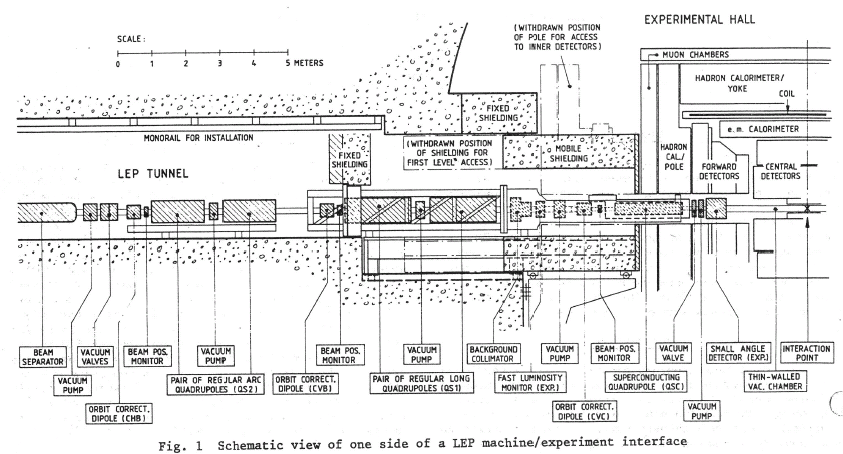 EXPERIMENTAL HALL
SCALE:
0 1 2 3 4 5 METERS
(WITHDRAWN POSITION
OF POLE FOR ACCESS
TO INNER DETECTORS)
MUON CHAMBERS
HADRON CALORIMETER/
YOKE
COIL
e.m. CALORIMETER
FIXED
SHIELDING
MONORAIL FOR INSTALLATION
FIXED
SHIELDING
(WITHDRAWN POSITION
OF SHIELDING FOR
FIRST LEVEL ACCESS)
MOBILE
SHIELDING
HADRON
CAL./
POLE
FORWARD
DETECTORS
CENTRAL
DETECTORS
LEP TUNNEL
BEAM
SEPARATOR
VACUUM
PUMP
VACUUM
VALVES
ORBIT CORRECT.
DIPOLE (CHB)
BEAM POS.
MONITOR
VACUUM
PUMP
PAIR OF REGULAR ARC
QUADRUPOLES (QS2)
ORBIT CORRECT.
DIPOLE (CVB)
BEAM POS.
MONITOR
VACUUM
PUMP
PAIR OF REGULAR LONG
QUADRUPOLES (QS1)
BACKGROUND
COLLIMATOR
FAST LUMINOSITY
MONITOR (EXP.)
VACUUM
PUMP
ORBIT CORRECT.
DIPOLE (CVC)
BEAM POS.
MONITOR
SUPERCONDUCTING
QUADRUPOLE (QSC)
VACUUM
VALVE
VACUUM
PUMP
SMALL ANGLE
DETECTOR (EXP.)
THIN-WALLED
VAC. CHAMBER
INTERACTION
POINT
Fig. 1 Schematic view of one side of a LEP machine/experiment interface